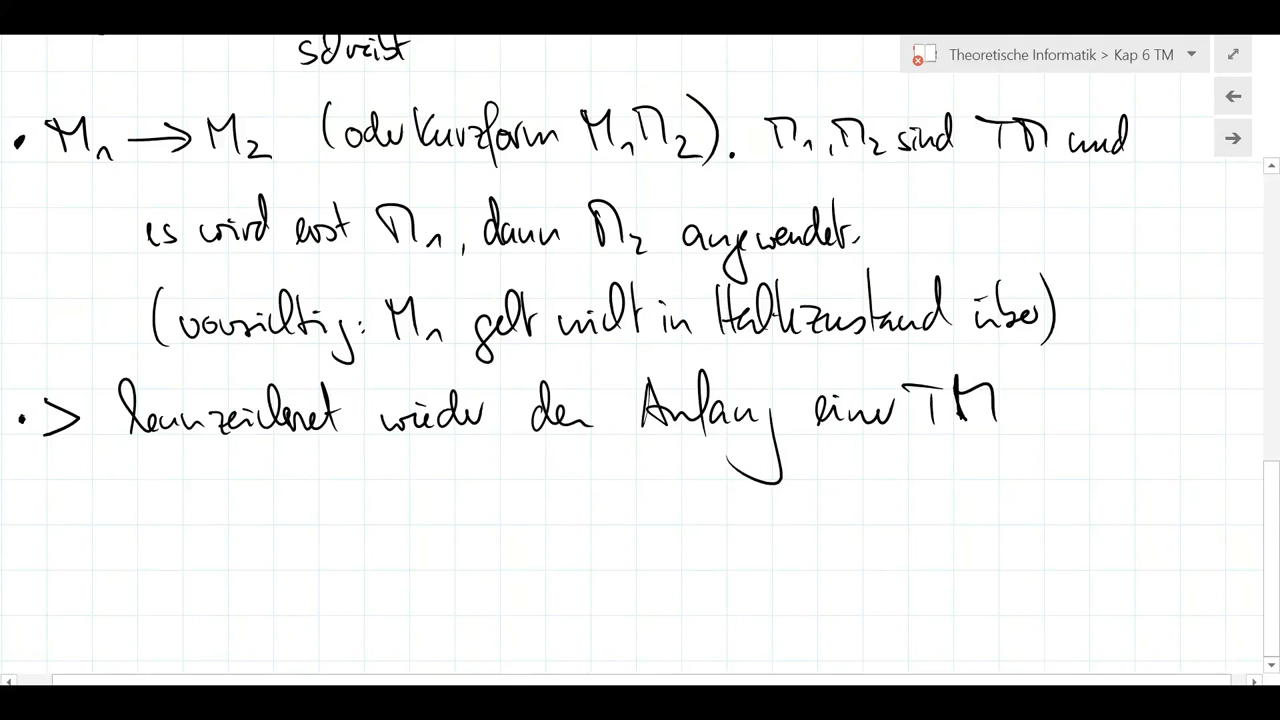 schreibt
Theoretische Informatik > Kap 6 TM
• M₁ → M₂ (oder Kurzform M₁M₂). M₁, M₂ sind TM und
es wird erst M₁, dann M₂ angewendet.
(vorsichtig: M₁ geht nicht in Haltezustand über)
• > kennzeichnet wieder den Anfang einer TM